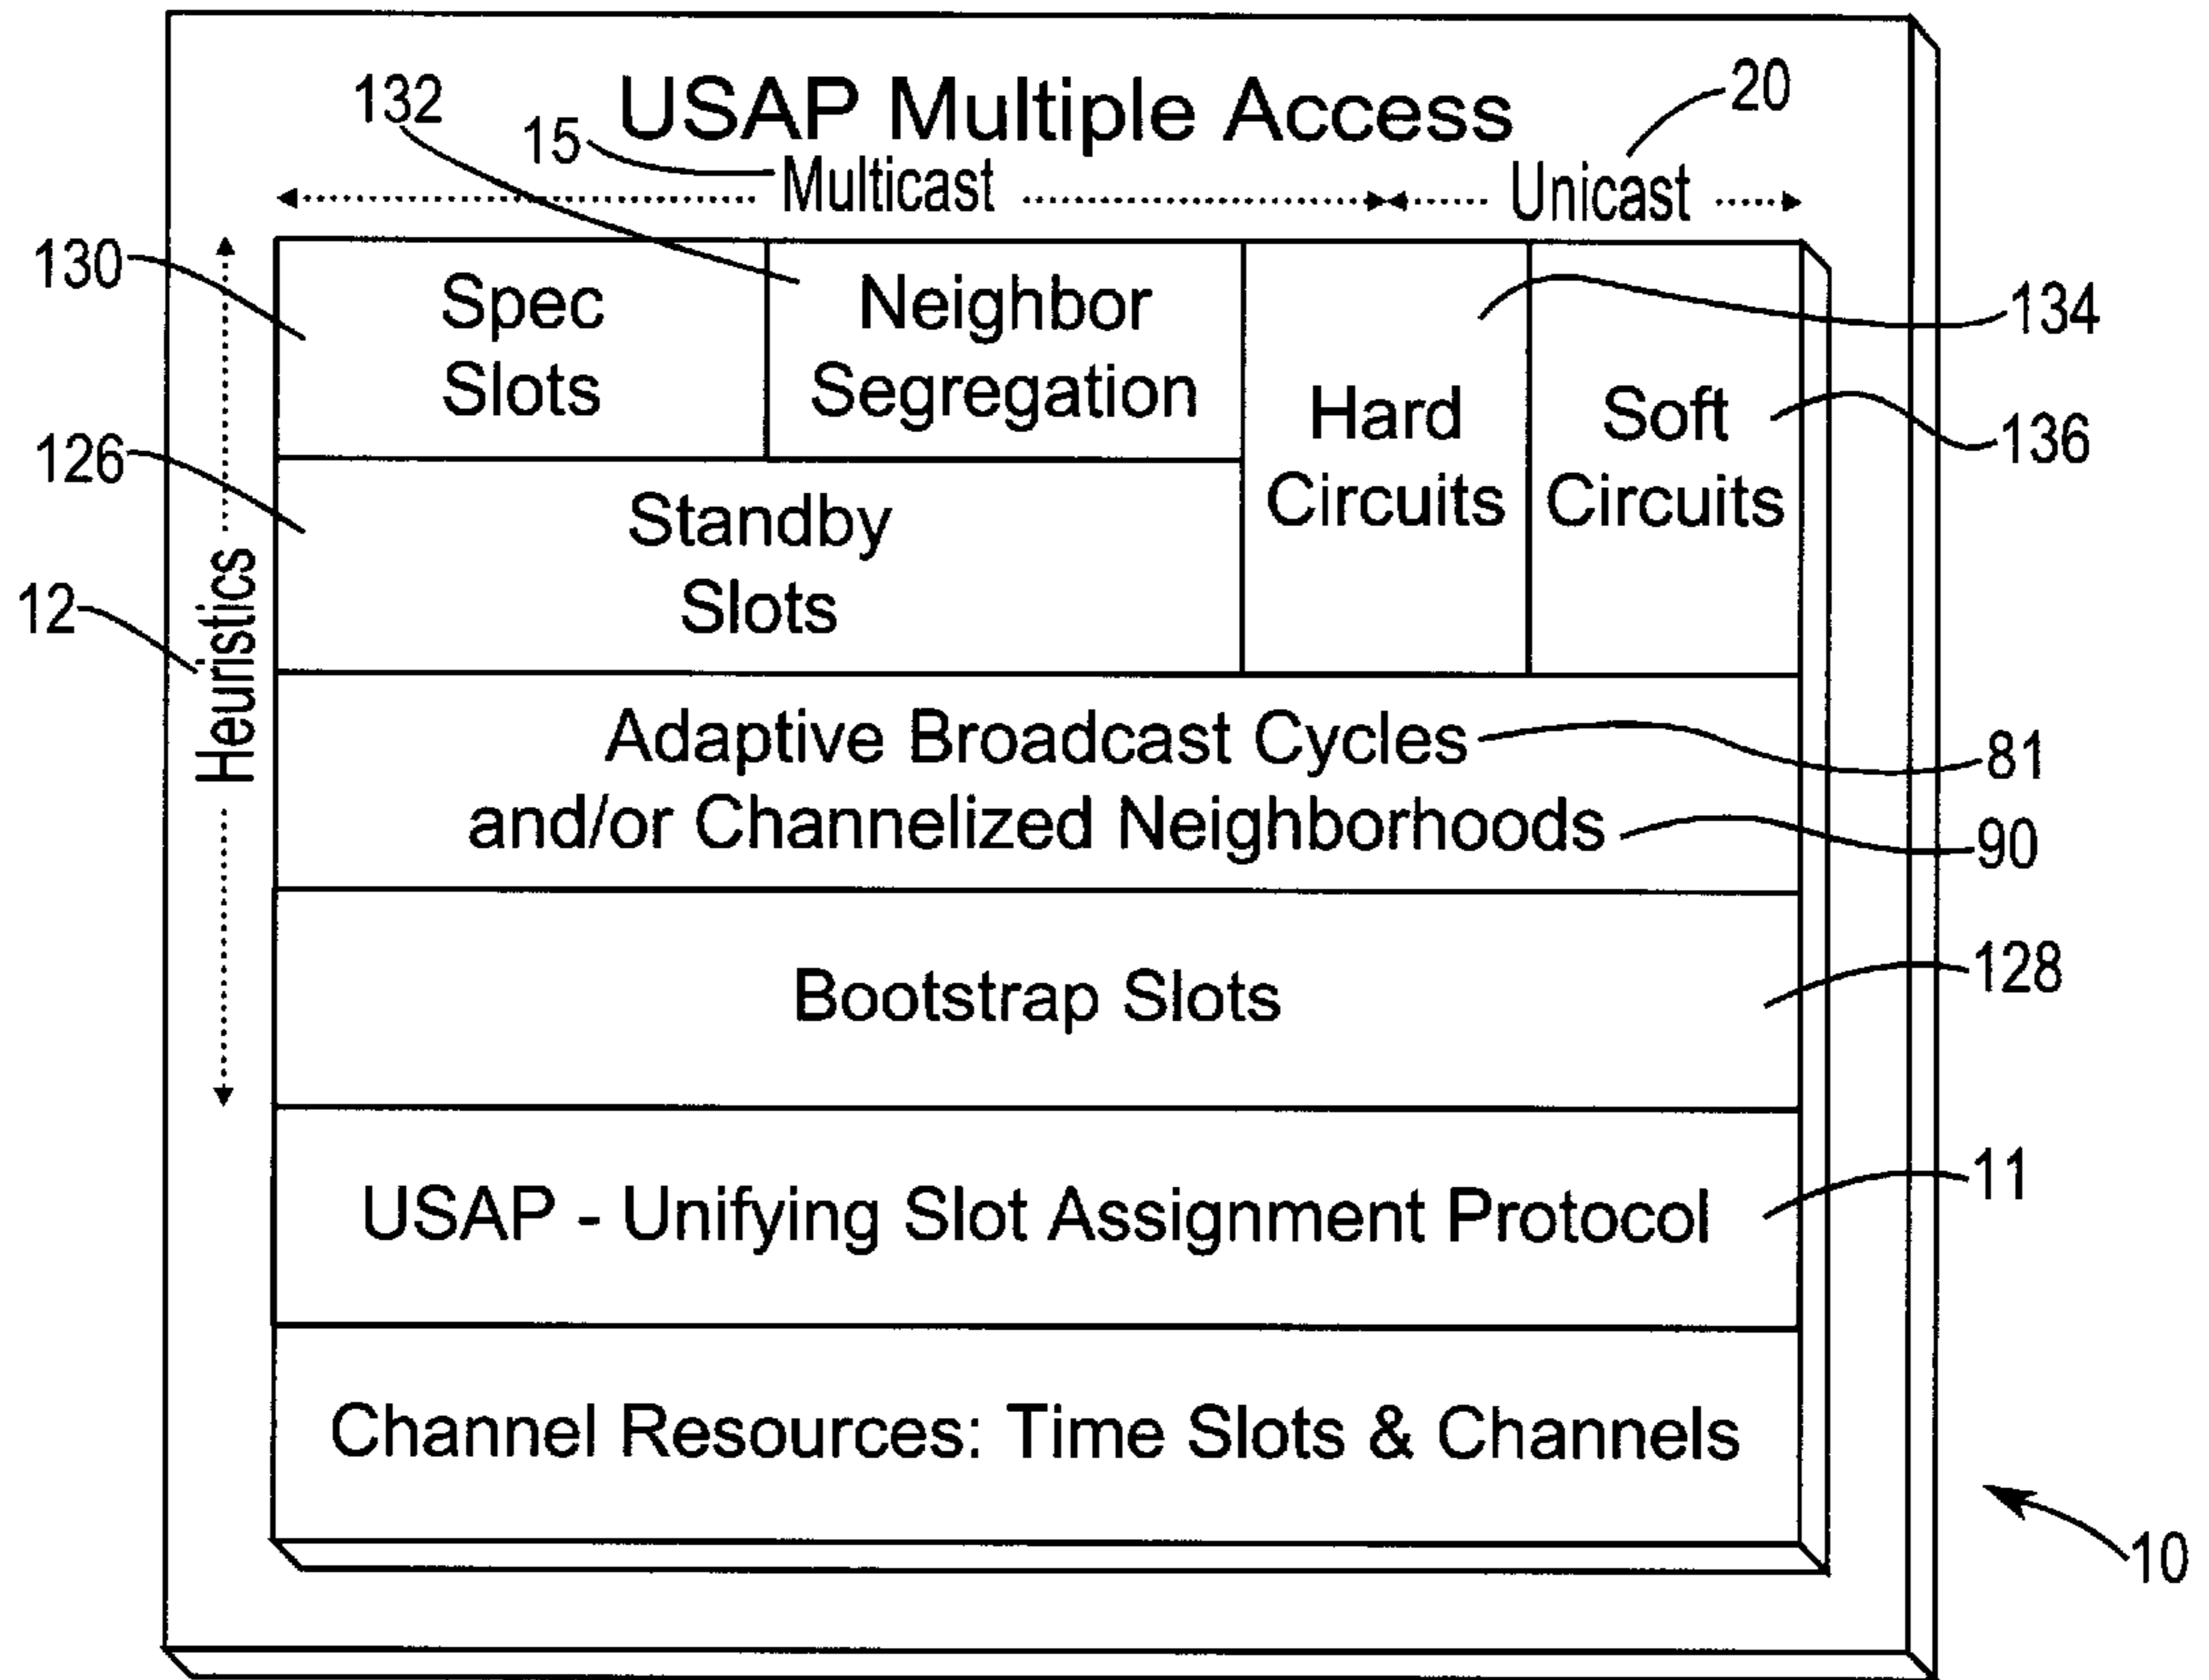 USAP Multiple Access
132
15
20
Multicast
Unicast
130
Spec
Slots
Neighbor
Segregation
134
Hard
Circuits
Soft
Circuits
136
126
Standby
Slots
12
Heuristics
Adaptive Broadcast Cycles
81
and/or Channelized Neighborhoods
90
Bootstrap Slots
128
USAP - Unifying Slot Assignment Protocol
11
Channel Resources: Time Slots & Channels
10